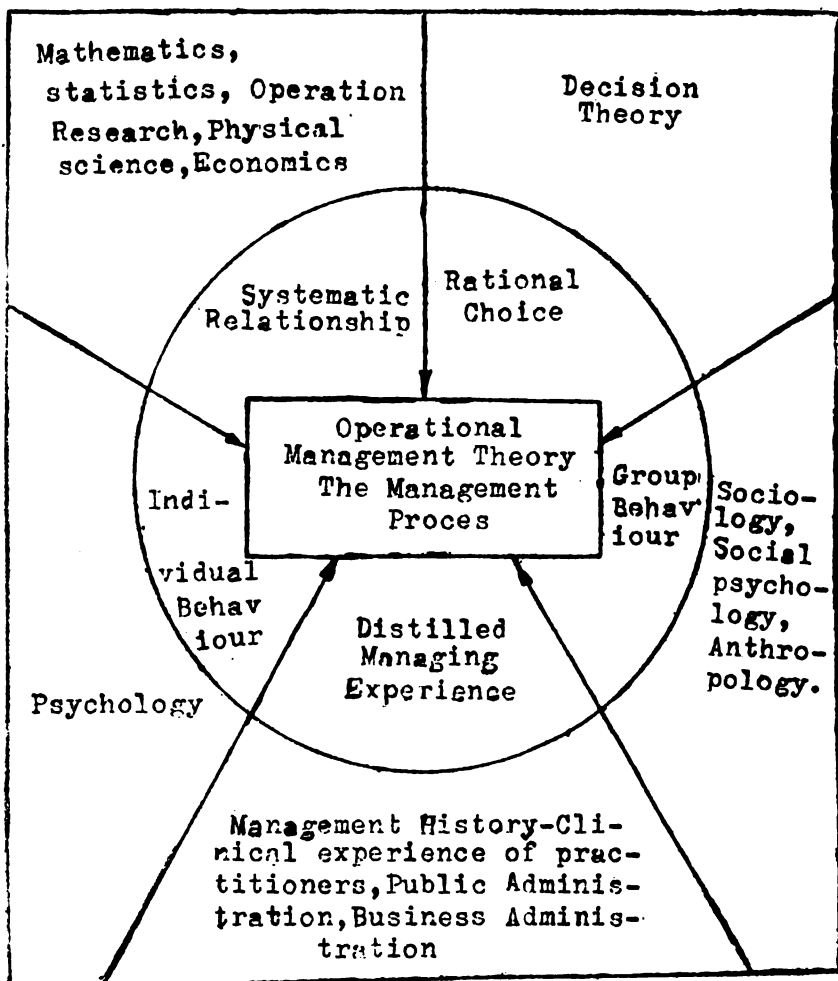 Mathematics,
statistics, Operation
Research,Physical
science,Economics
Decision
Theory
Systematic
Relationship
Rational
Choice
Operational
Management Theory
The Management
Proces
Indi-
vidual
Behav
iour
Group
Behav
iour
Socio-
logy,
Social
psycho-
logy,
Anthro-
pology.
Distilled
Managing
Experience
Psychology
Management History-Cli-
nical experience of prac-
titioners,Public Adminis-
tration,Business Adminis-
tration